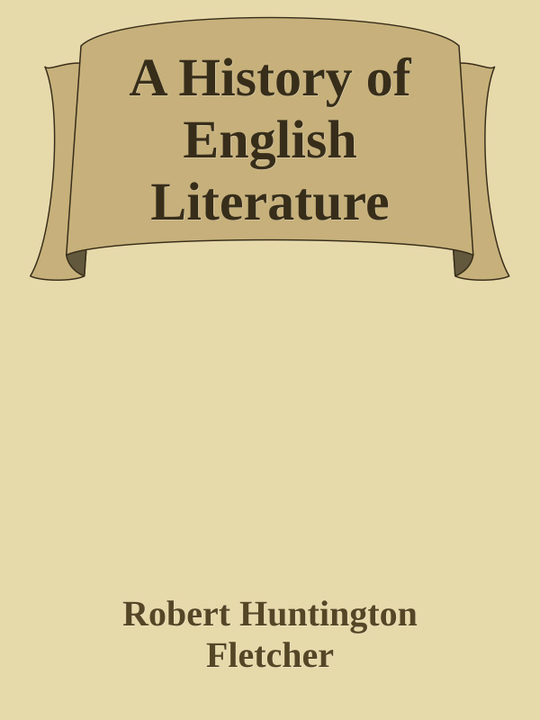 A History of
English
Literature
Robert Huntington
Fletcher